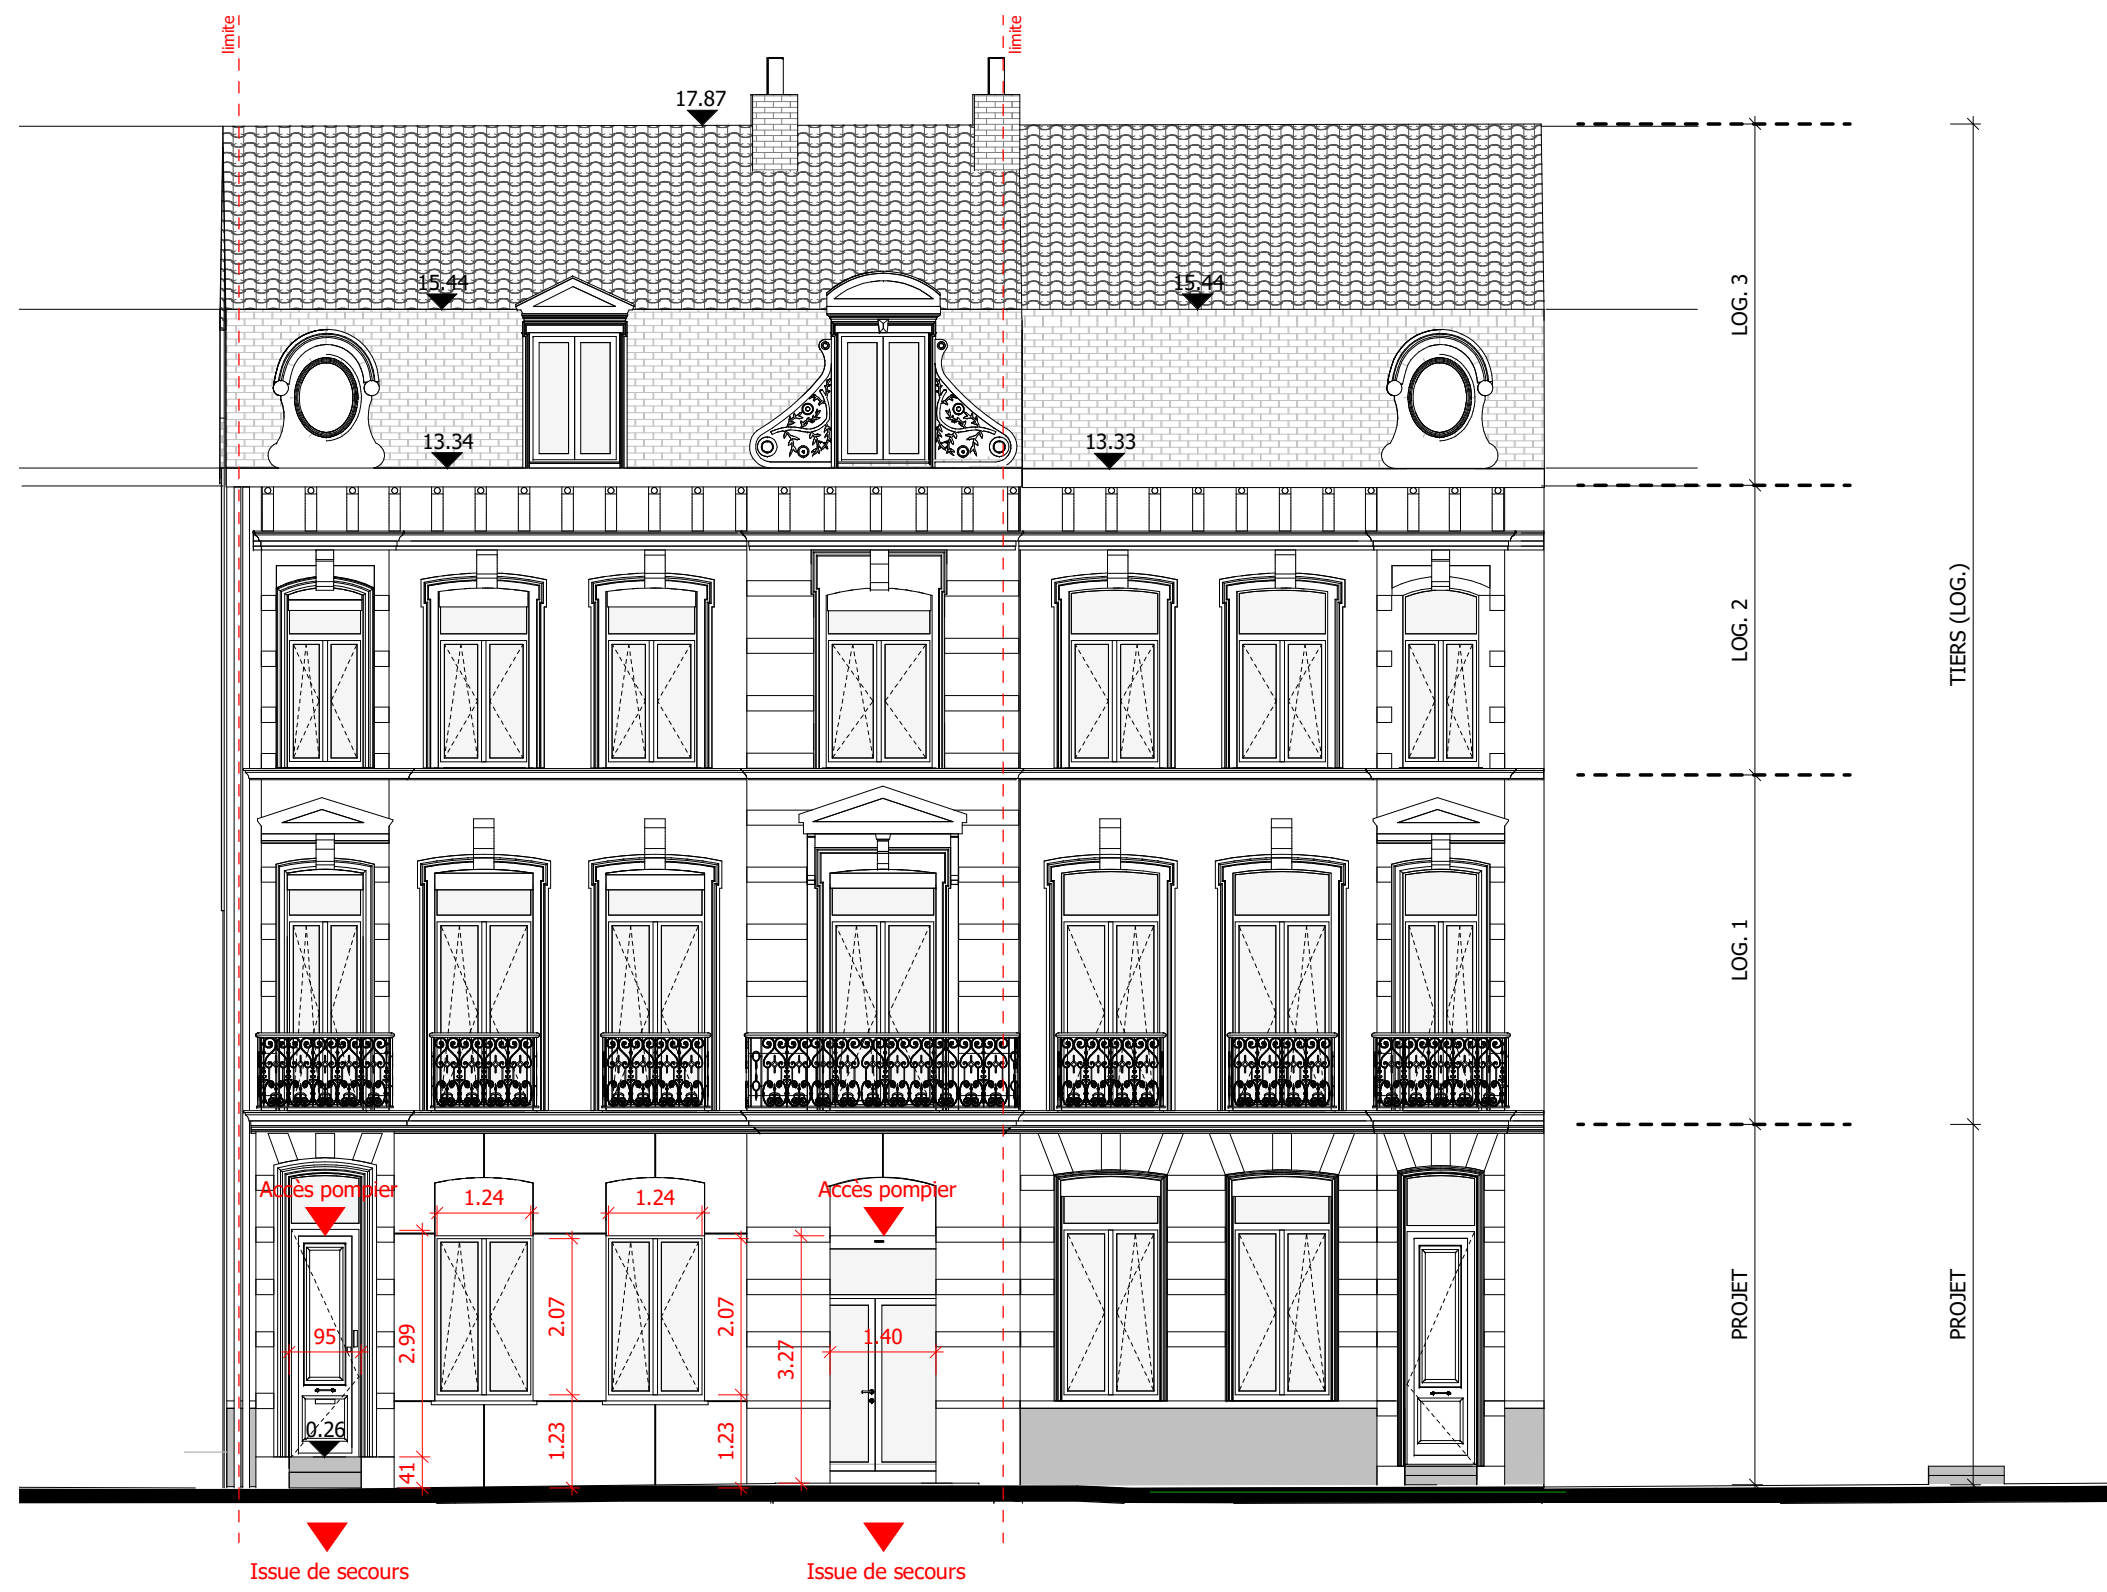 limite
limite
17.87
15.44
15.44
LOG. 3
13.34
13.33
LOG. 2
TIERS (LOG.)
LOG. 1
Accès pompier
Accès pompier
1.24
1.24
2.99
2.07
2.07
3.27
95
1.40
PROJET
PROJET
0.26
41
1.23
1.23
Issue de secours
Issue de secours